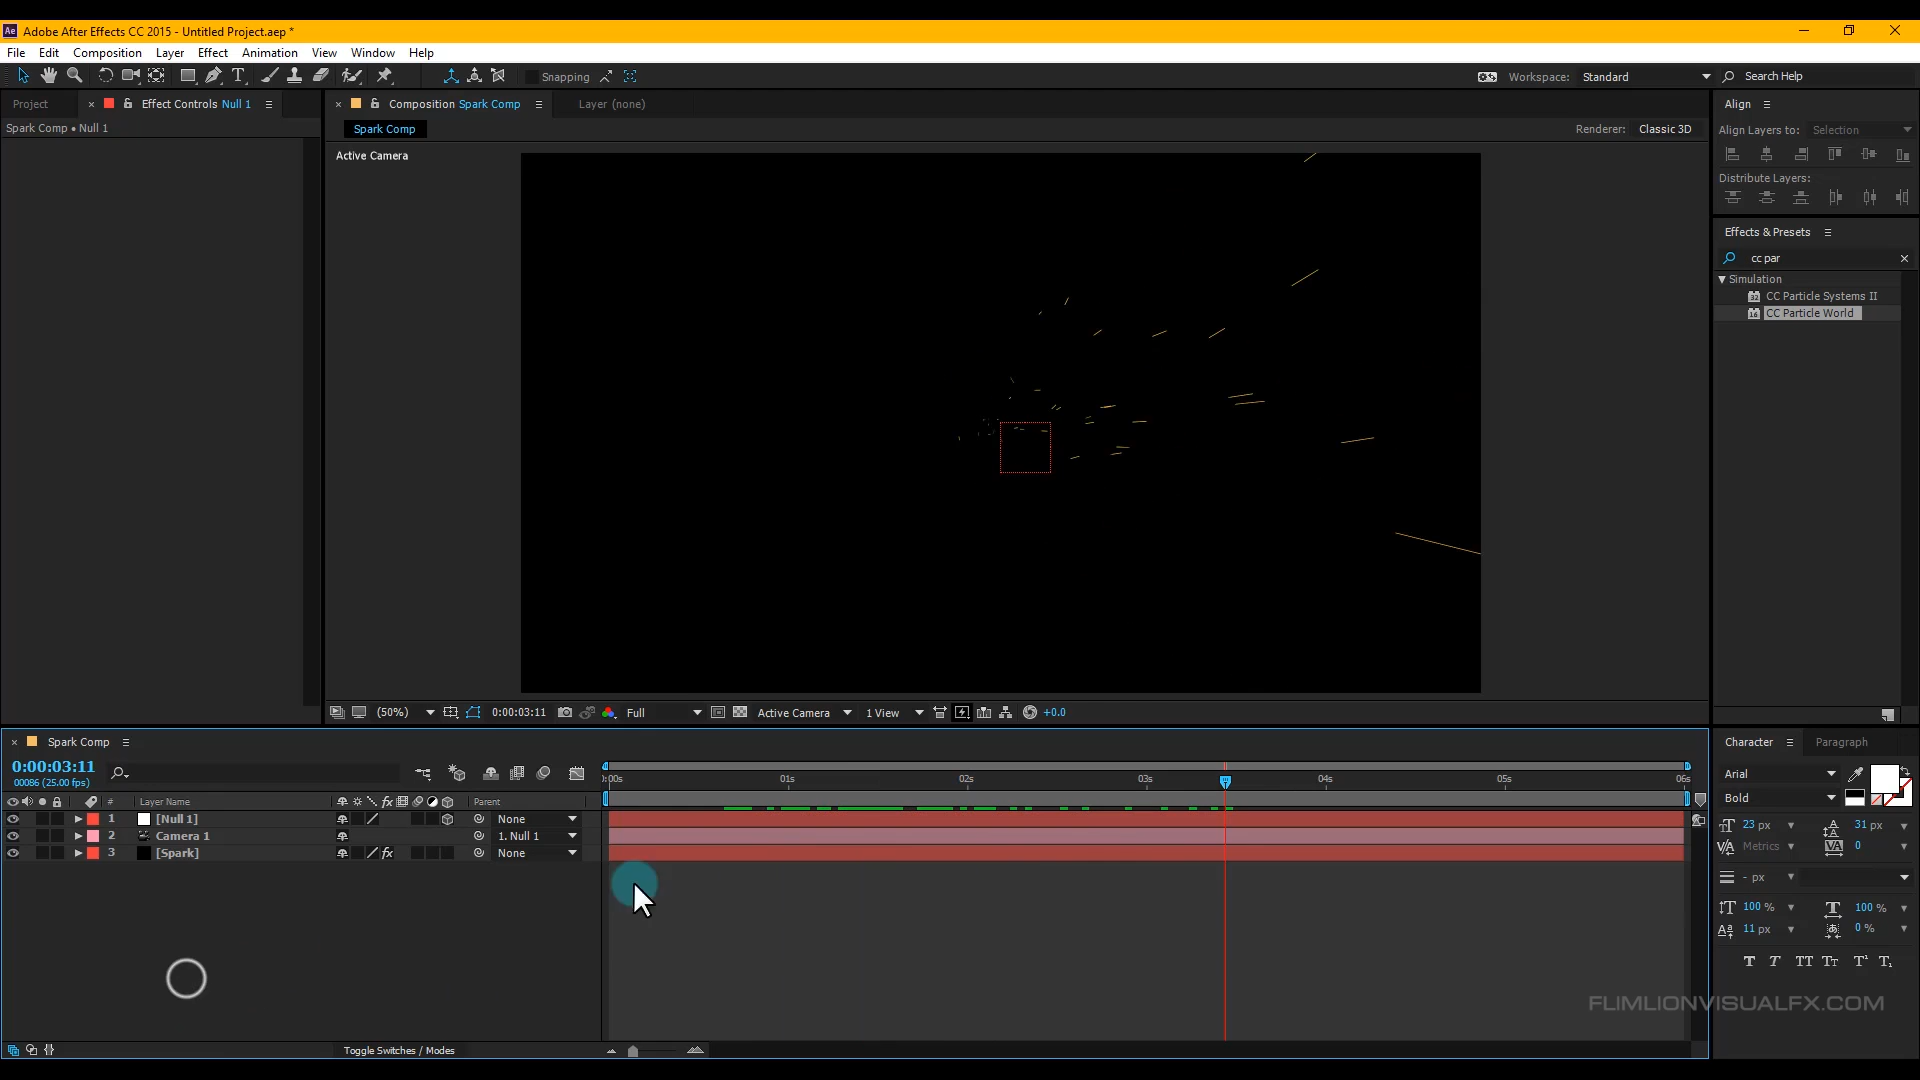 Ae Adobe After Effects CC 2015 - Untitled Project.aep *
File Edit Composition Layer Effect Animation View Window Help
Snapping
Workspace: Standard
Search Help
Project
Effect Controls Null 1
Composition Spark Comp
Layer (none)
Align
Spark Comp • Null 1
Spark Comp
Renderer: Classic 3D
Align Layers to: Selection
Active Camera
Distribute Layers:
Effects & Presets
cc par
Simulation
CC Particle Systems II
CC Particle World
(50%)
0:00:03:11
Full
Active Camera
1 View
+0.0
Spark Comp
Character
Paragraph
0:00:03:11
00086 (25.00 fps)
:00s 01s 02s 03s 04s 05s 06s
Arial
Bold
# Layer Name
Parent
1 [Null 1] None
2 Camera 1 1. Null 1
3 [Spark] None
23 px
31 px
Metrics
0
- px
100 %
100 %
11 px
0 %
FLIMLIONVISUALFX.COM
Toggle Switches / Modes